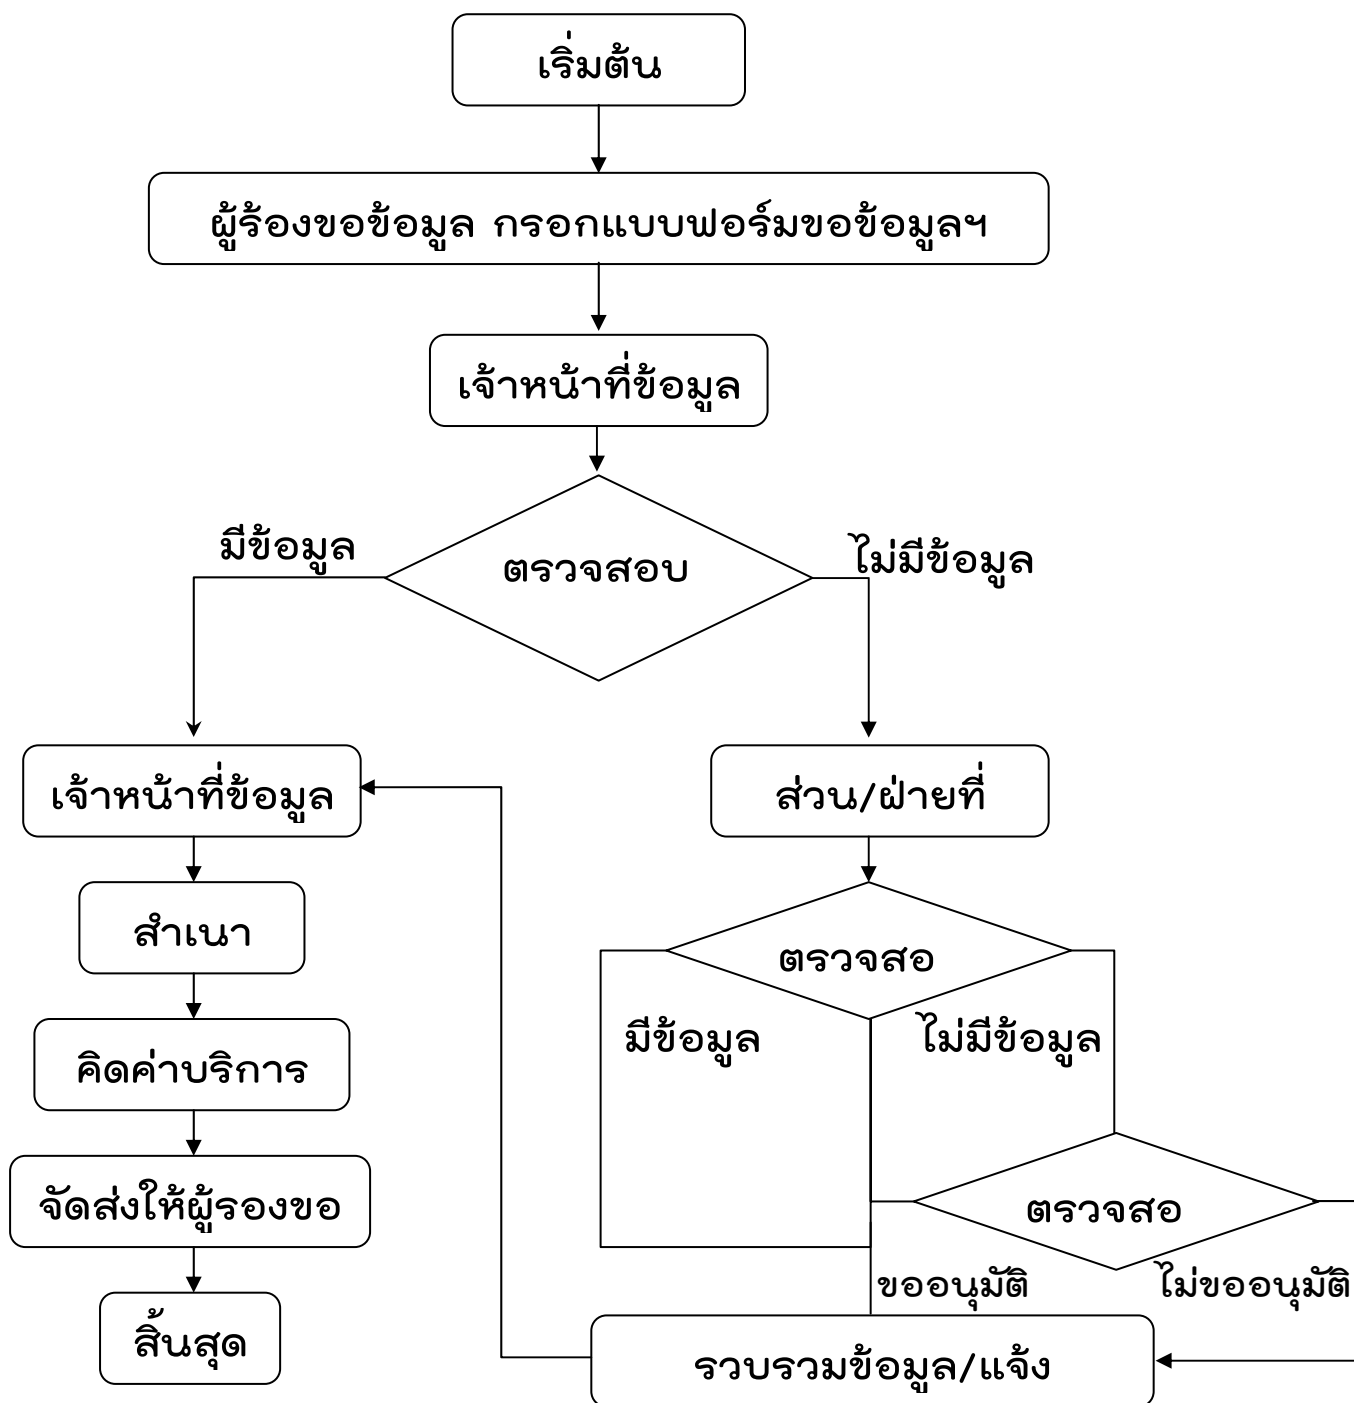 เริ่มต้น
ผู้ร้องขอข้อมูล กรอกแบบฟอร์มขอข้อมูลฯ
เจ้าหน้าที่ข้อมูล
ตรวจสอบ
มีข้อมูล
ไม่มีข้อมูล
เจ้าหน้าที่ข้อมูล
ส่วน/ฝ่ายที่
สำเนา
ตรวจสอ
มีข้อมูล
ไม่มีข้อมูล
คิดค่าบริการ
จัดส่งให้ผู้รองขอ
ตรวจสอ
ขออนุมัติ
ไม่ขออนุมัติ
สิ้นสุด
รวบรวมข้อมูล/แจ้ง